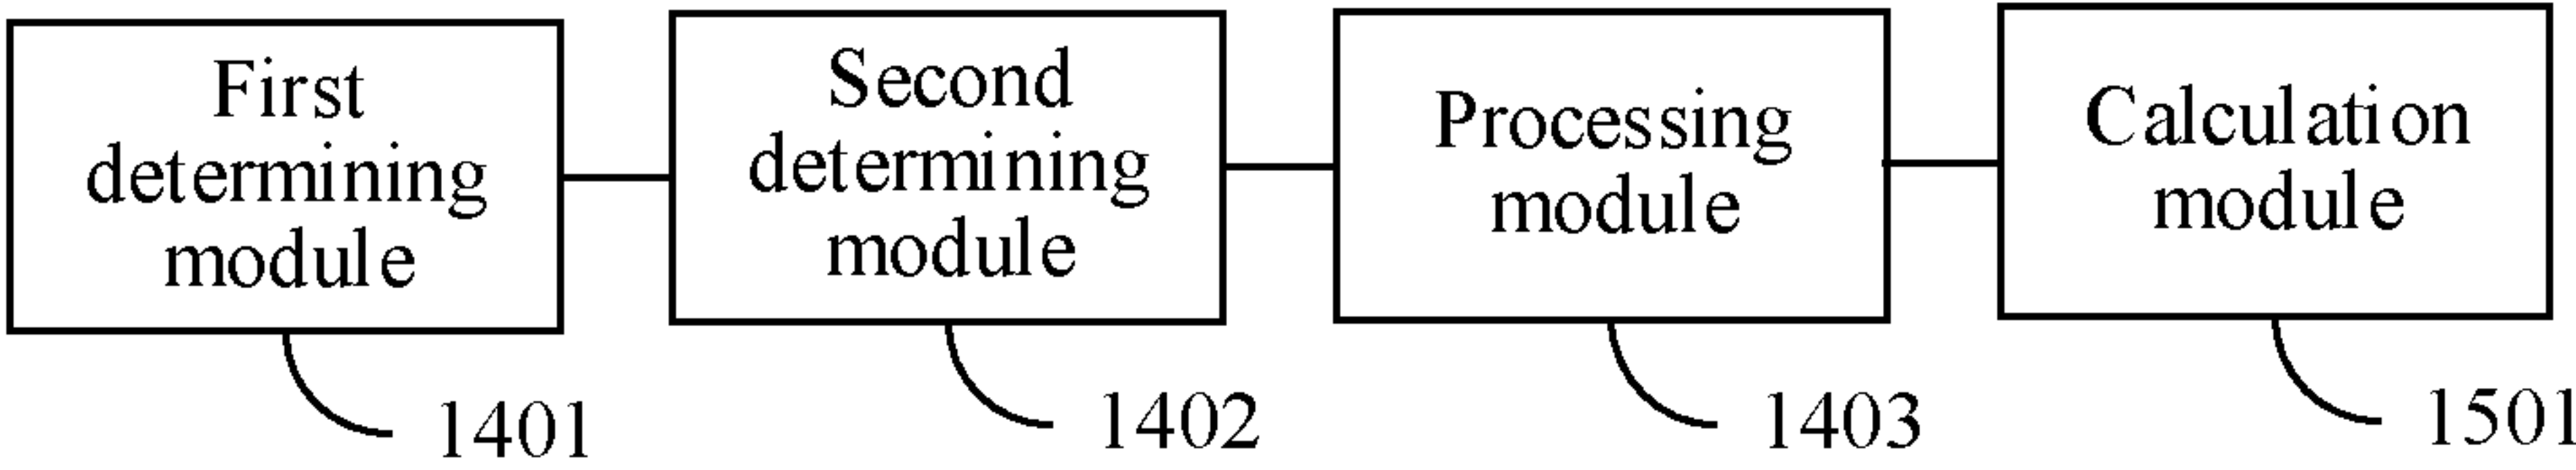 First
determining
module
Second
determining
module
Processing
module
Calculation
module
1401
1402
1403
1501